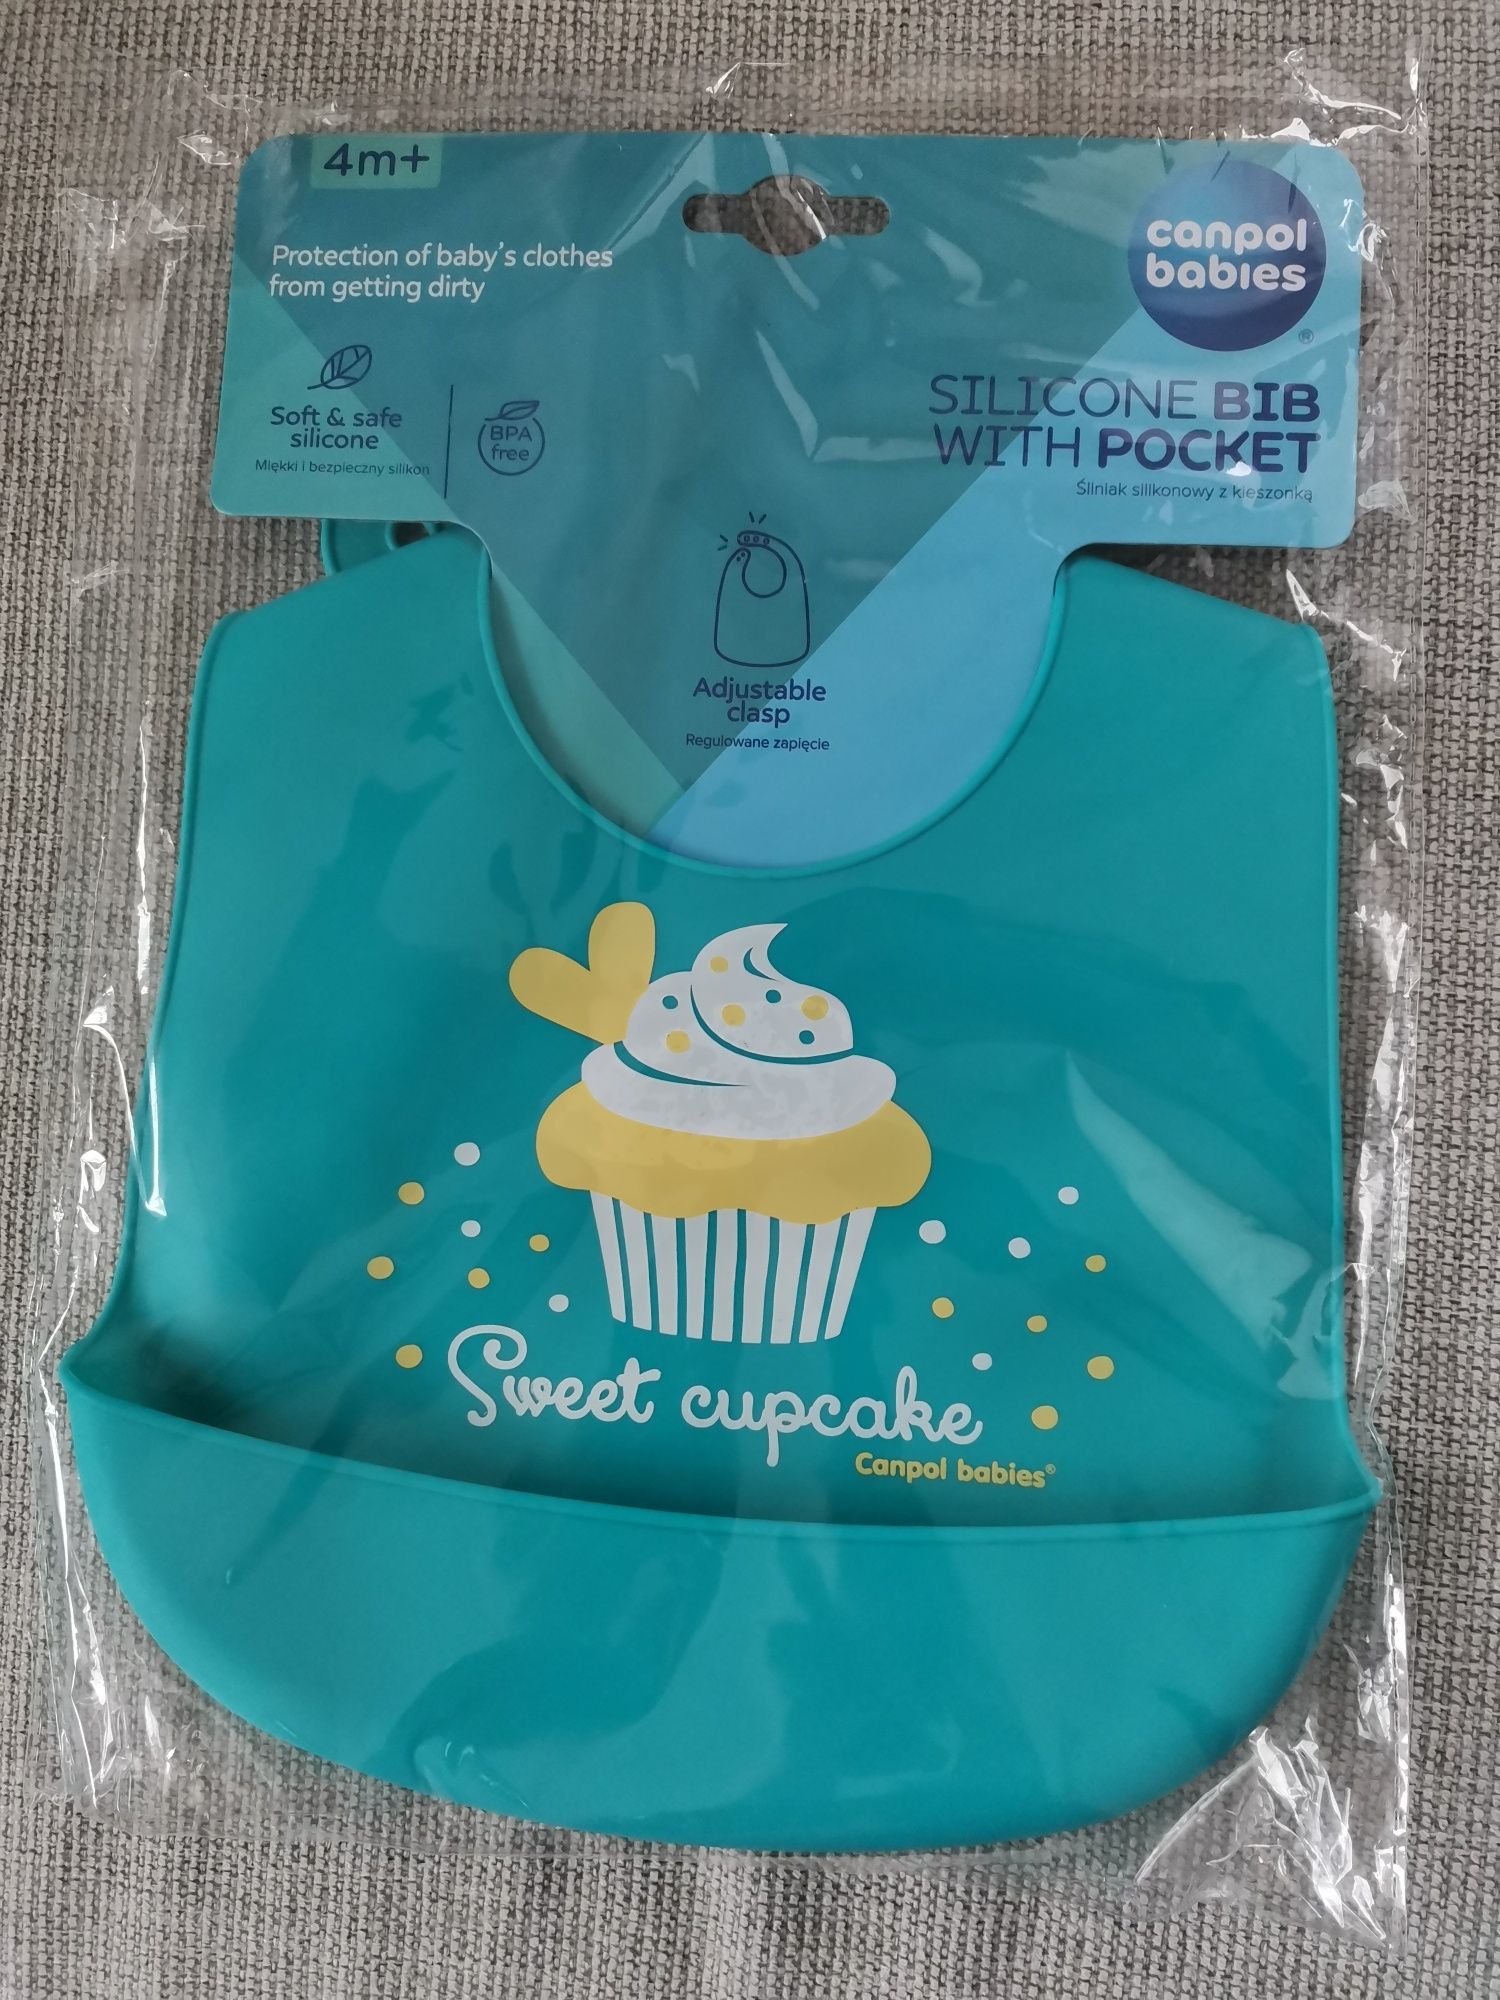 4m+
canpol
babies
®
Protection of baby's clothes
from getting dirty
Soft & safe
silicone
Miękki i bezpieczny silikon
BPA
free
SILICONE BIB
WITH POCKET
Śliniak silikonowy z kieszonką
Adjustable
clasp
Regulowane zapięcie
Sweet cupcake
Canpol babies®